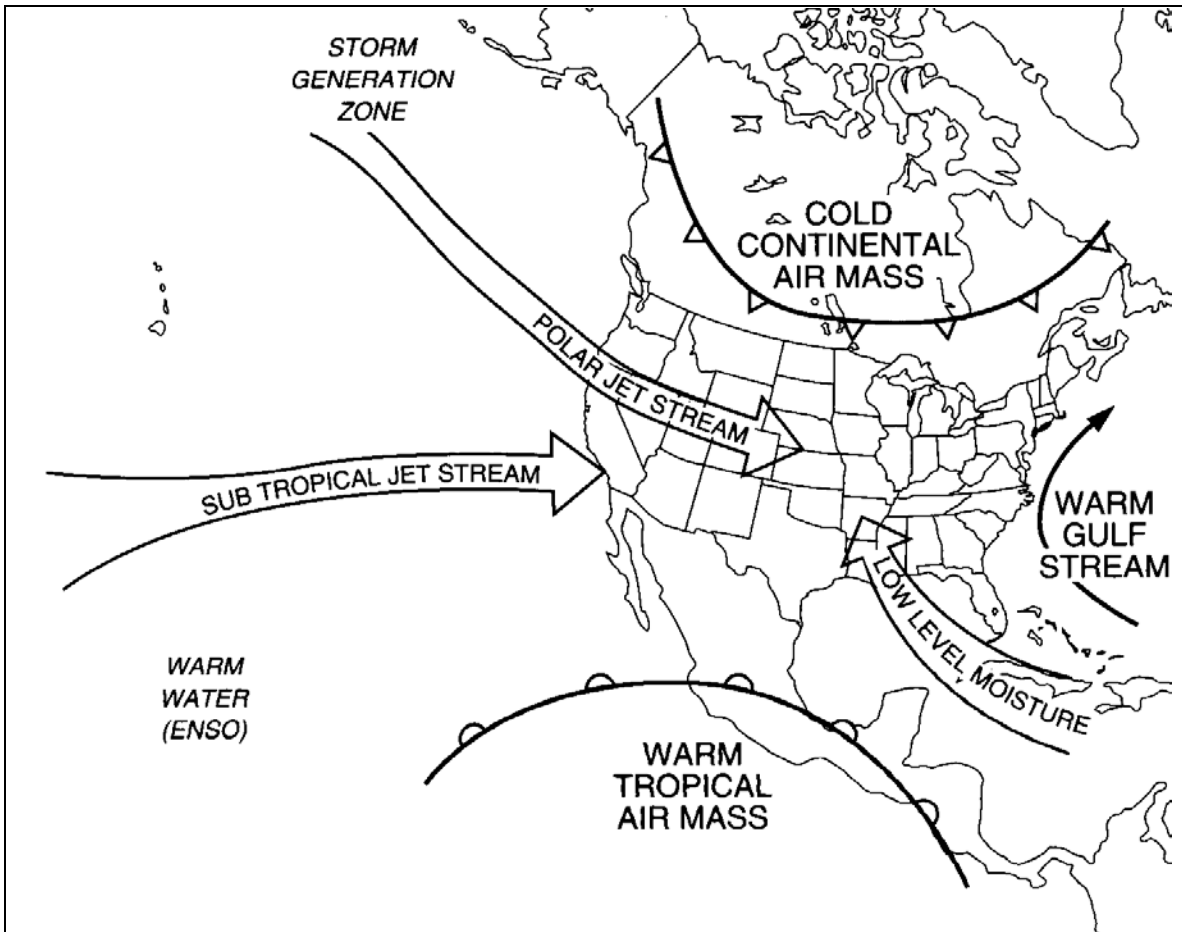 STORM
GENERATION
ZONE
COLD
CONTINENTAL
AIR MASS
POLAR JET STREAM
SUB TROPICAL JET STREAM
WARM
GULF
STREAM
LOW LEVEL MOISTURE
WARM
WATER
(ENSO)
WARM
TROPICAL
AIR MASS